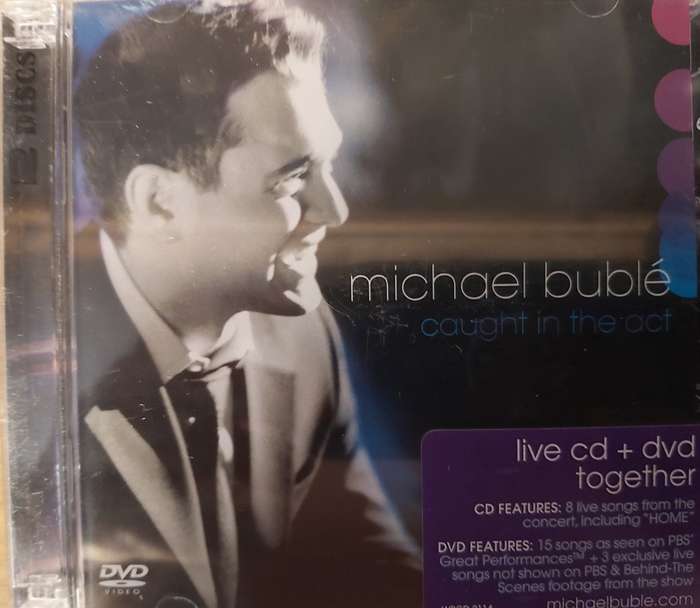 2 DISCS
michael bublé
caught in the act
live cd + dvd
together
CD FEATURES: 8 live songs from the
concert, including "HOME"
DVD FEATURES: 15 songs as seen on PBS'
Great Performances™ + 3 exclusive live
songs not shown on PBS & Behind-The
Scenes footage from the show
michaelbuble.com
DVD
VIDEO